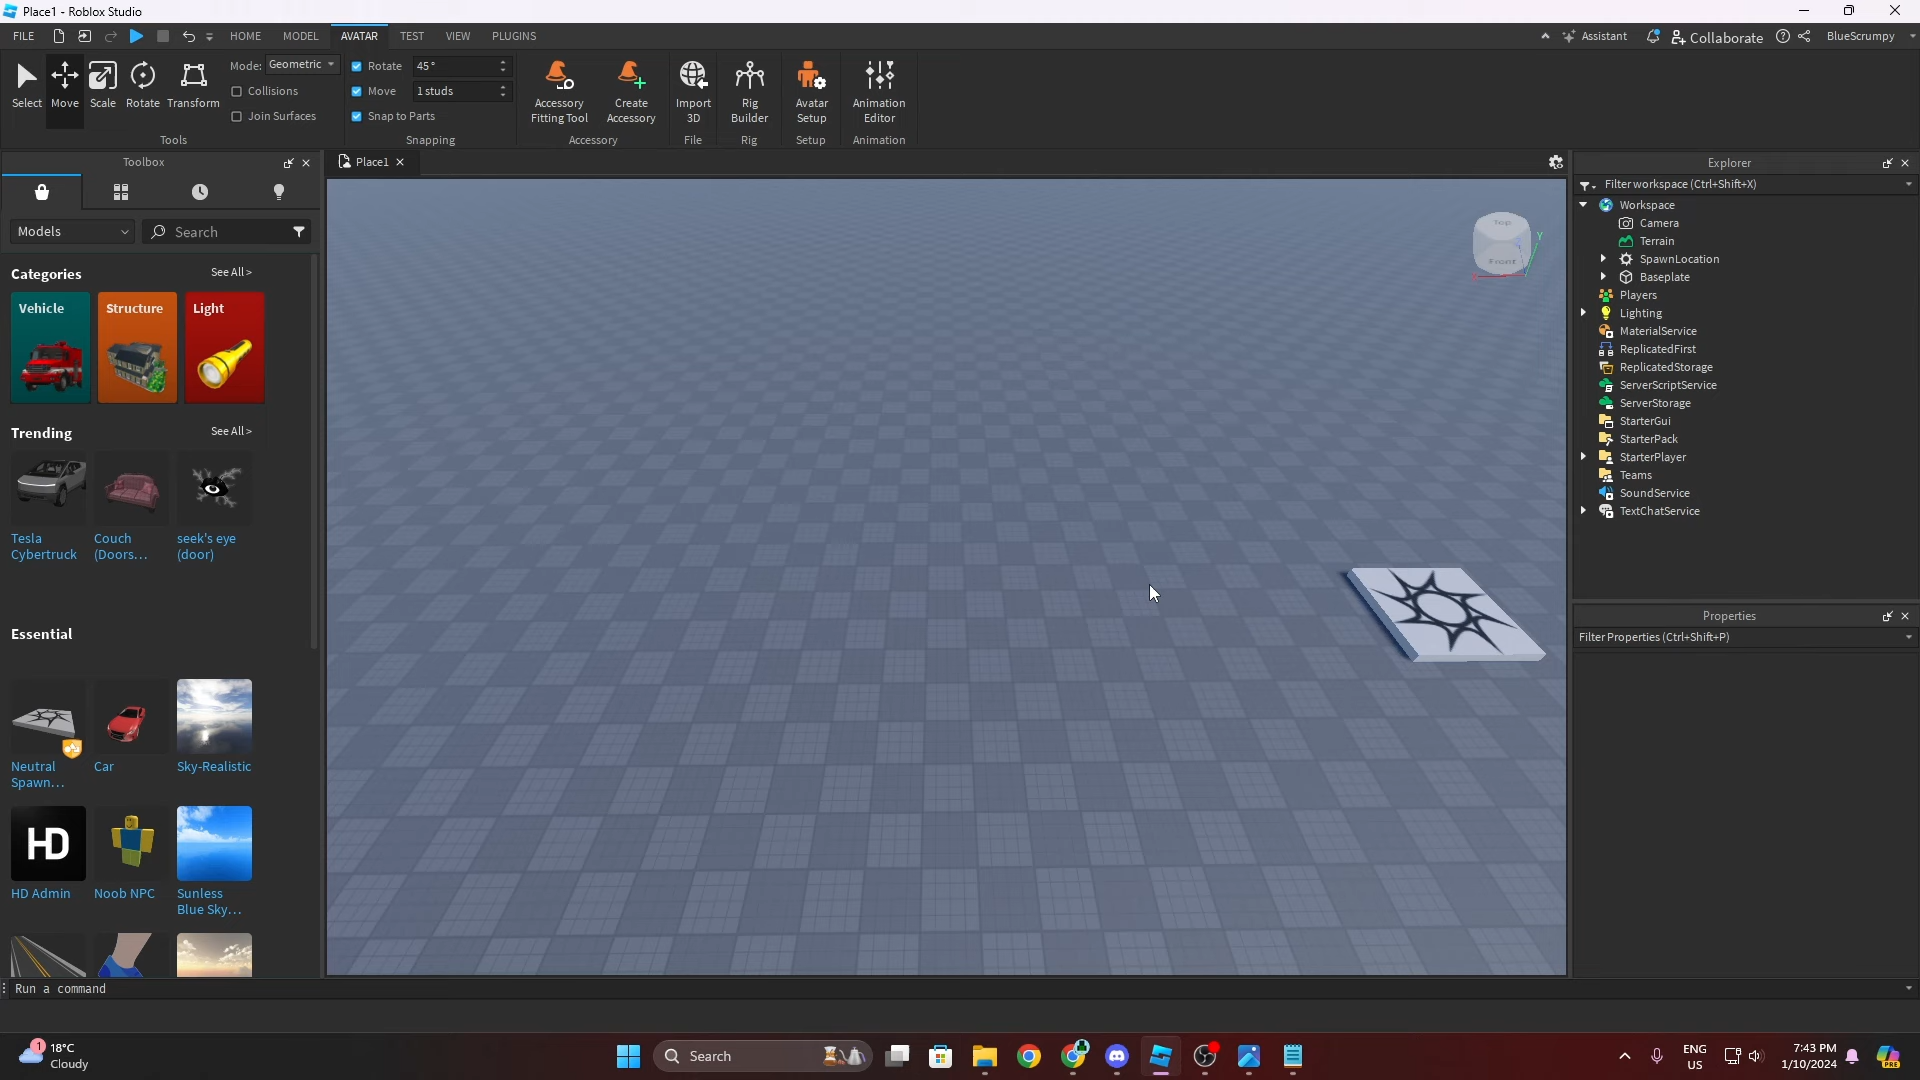 Place1 - Roblox Studio
FILE HOME MODEL AVATAR TEST VIEW PLUGINS Assistant Collaborate BlueScrumpy
Select Move Scale Rotate Transform
Mode: Geometric
Collisions
Join Surfaces
Tools
Rotate 45°
Move 1 studs
Snap to Parts
Snapping
Accessory Fitting Tool
Create Accessory
Accessory
Import 3D
File
Rig Builder
Rig
Avatar Setup
Setup
Animation Editor
Animation
Toolbox
Models Search
Categories See All >
Vehicle Structure Light
Trending See All >
Tesla Cybertruck
Couch (Doors...
seek's eye (door)
Essential
Neutral Spawn...
Car
Sky-Realistic
HD
HD Admin
Noob NPC
Sunless Blue Sky...
Place1
Top
Front
Y
Explorer
Filter workspace (Ctrl+Shift+X)
Workspace
Camera
Terrain
SpawnLocation
Baseplate
Players
Lighting
MaterialService
ReplicatedFirst
ReplicatedStorage
ServerScriptService
ServerStorage
StarterGui
StarterPack
StarterPlayer
Teams
SoundService
TextChatService
Properties
Filter Properties (Ctrl+Shift+P)
Run a command
1
18°C
Cloudy
Search
ENG
US
7:43 PM
1/10/2024
PRE